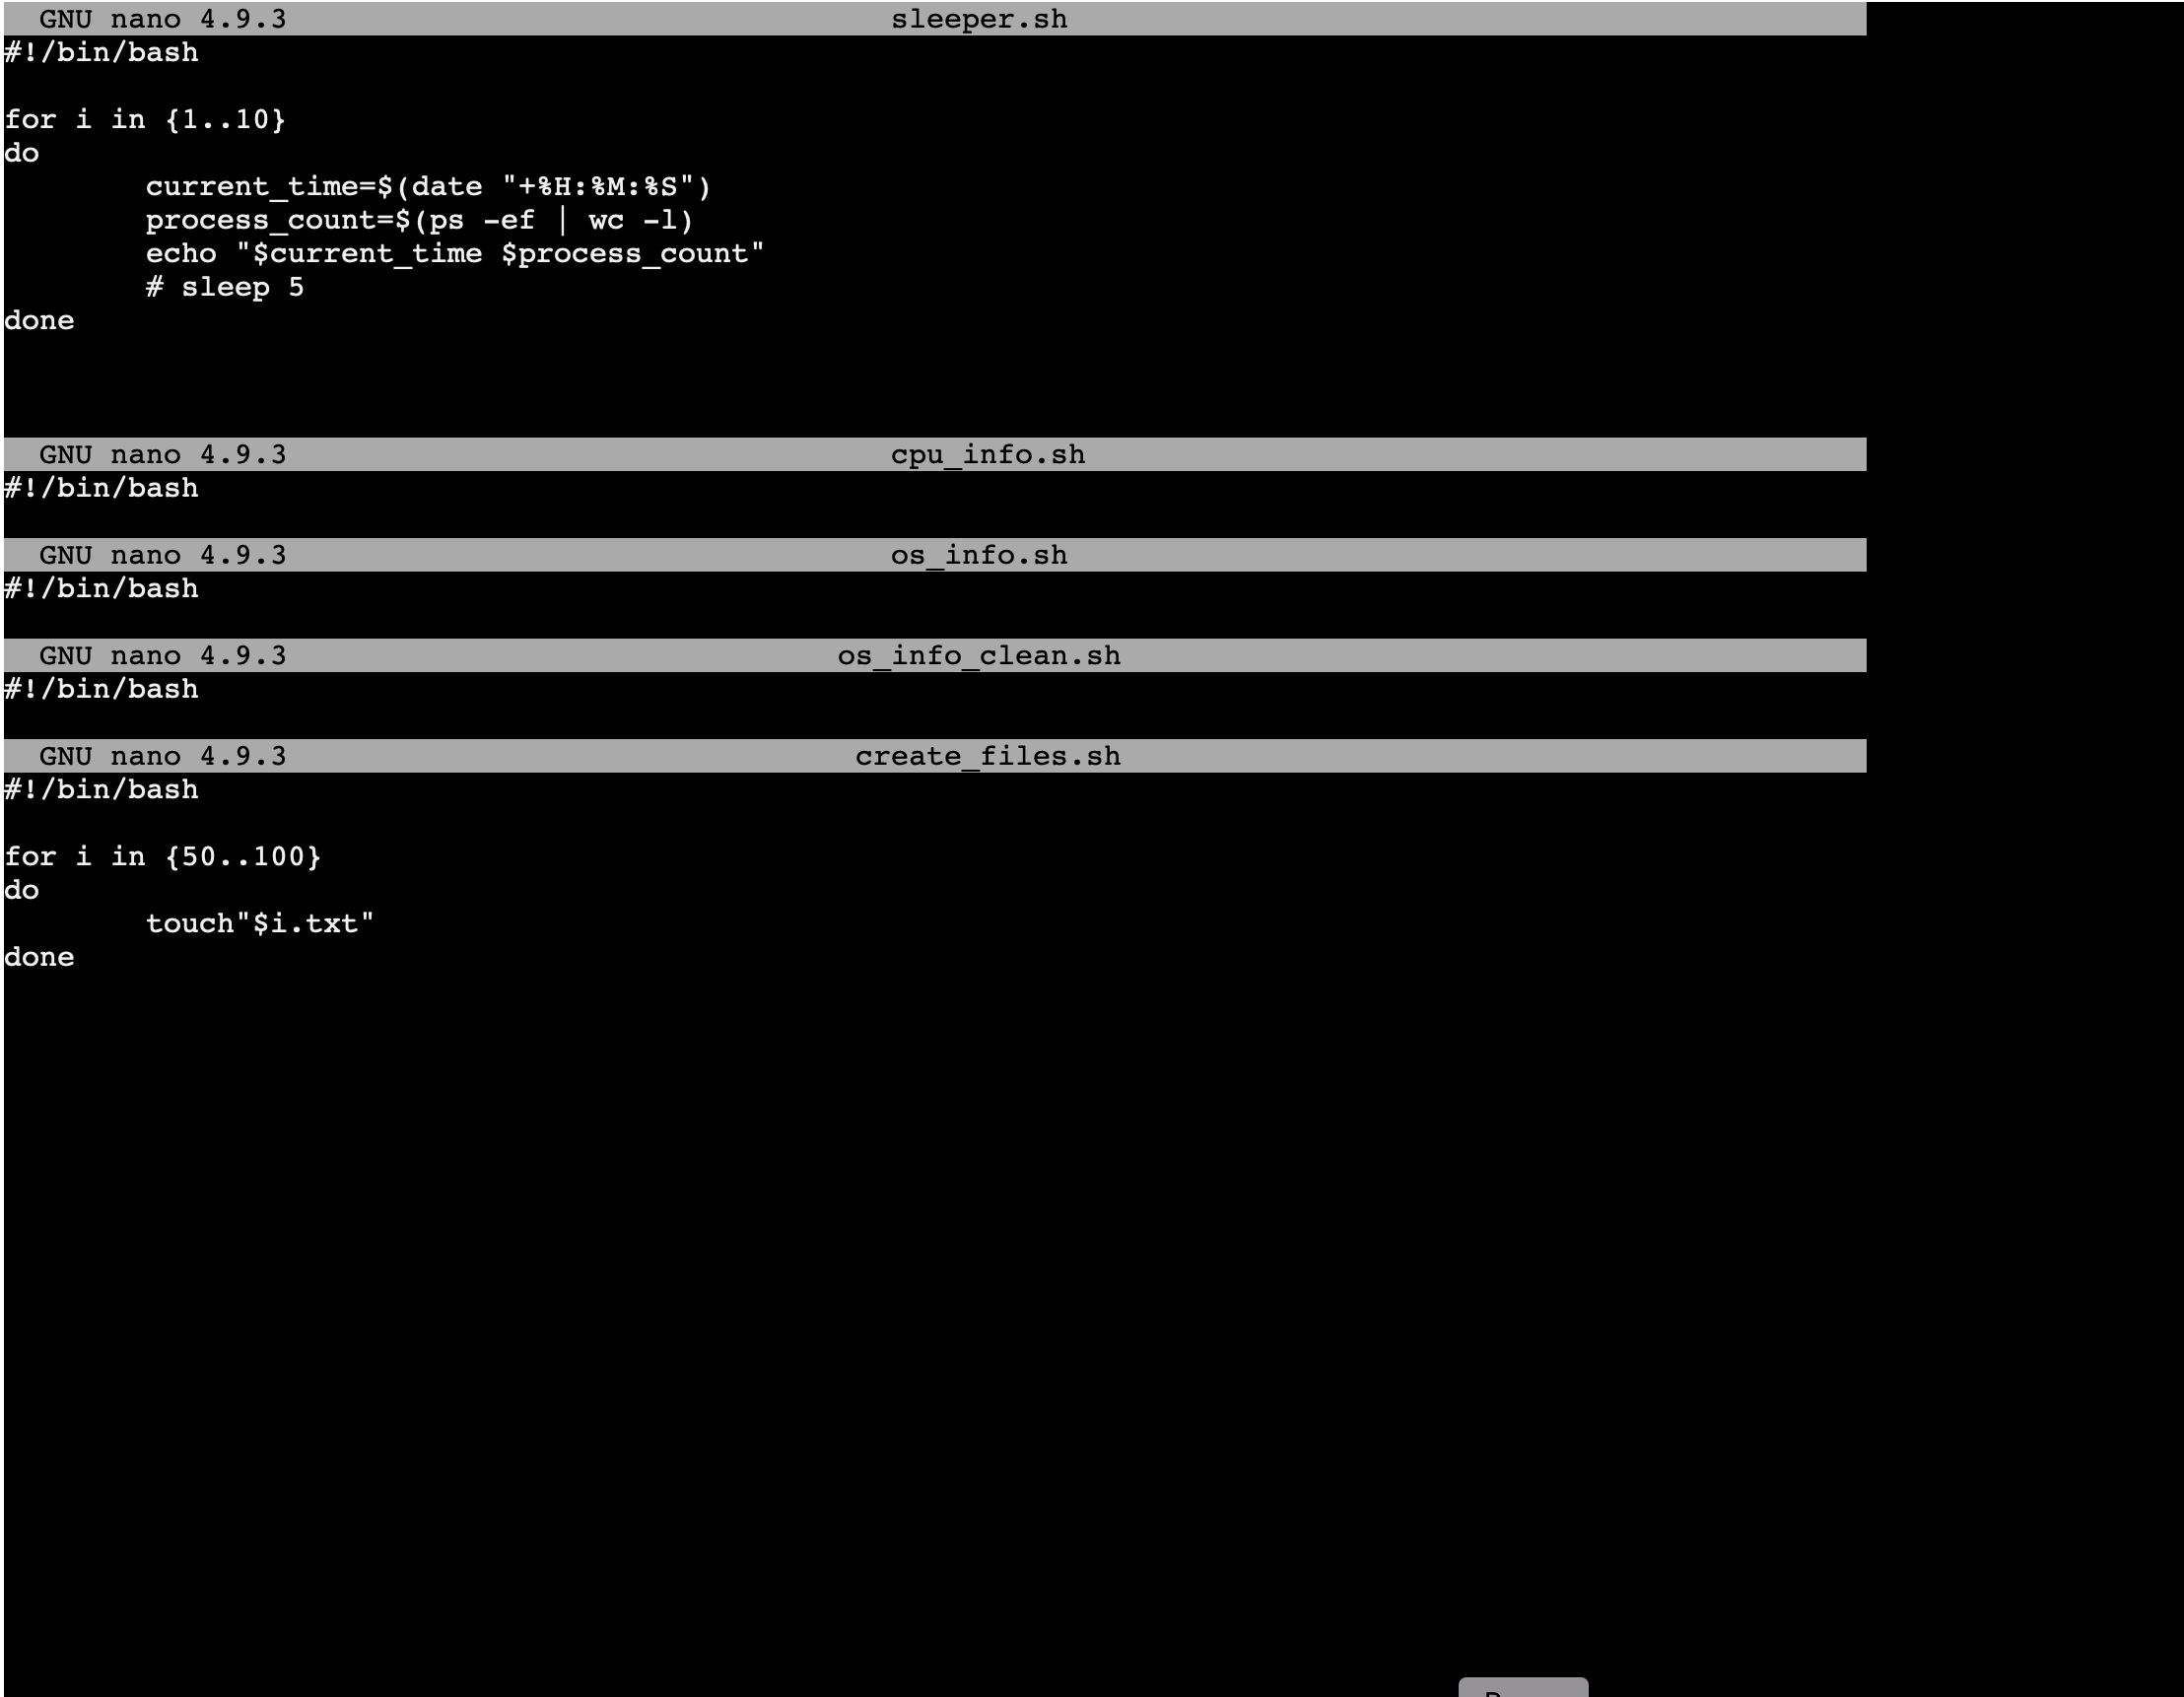 GNU nano 4.9.3 sleeper.sh
#!/bin/bash
for i in {1..10}
do
current_time=$(date "+%H:%M:%S")
process_count=$(ps -ef | wc -l)
echo "$current_time $process_count"
# sleep 5
done
GNU nano 4.9.3 cpu_info.sh
#!/bin/bash
GNU nano 4.9.3 os_info.sh
#!/bin/bash
GNU nano 4.9.3 os_info_clean.sh
#!/bin/bash
GNU nano 4.9.3 create_files.sh
#!/bin/bash
for i in {50..100}
do
touch"$i.txt"
done